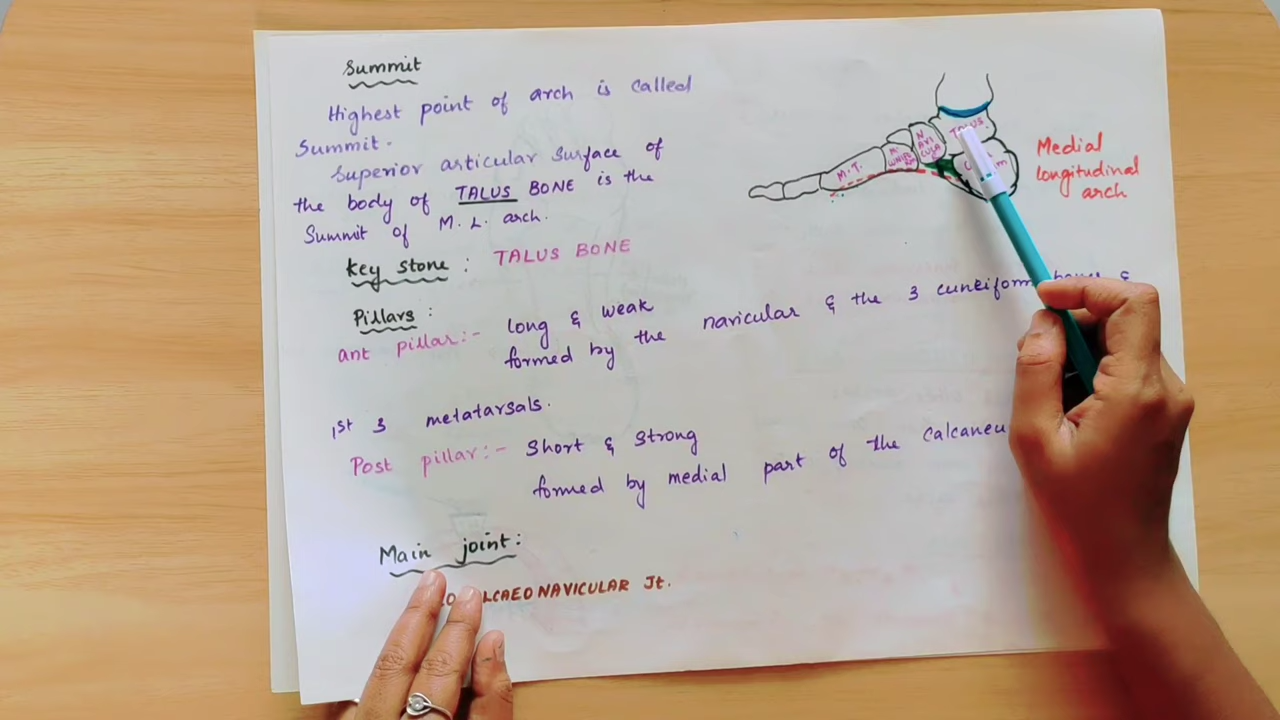 Summit
Highest point of arch is called
Summit.
Superior articular surface of
the body of TALUS BONE is the
Summit of M. L. arch.
Key stone : TALUS BONE
Pillars :
ant pillar:- long & weak
formed by the navicular & the 3 cuneiform &
1st 3 metatarsals.
Post pillar:- Short & strong
formed by medial part of the
Main joint:
Jt.
TALUS
NAVICULA
M.T.
Medial
longitudinal
arch